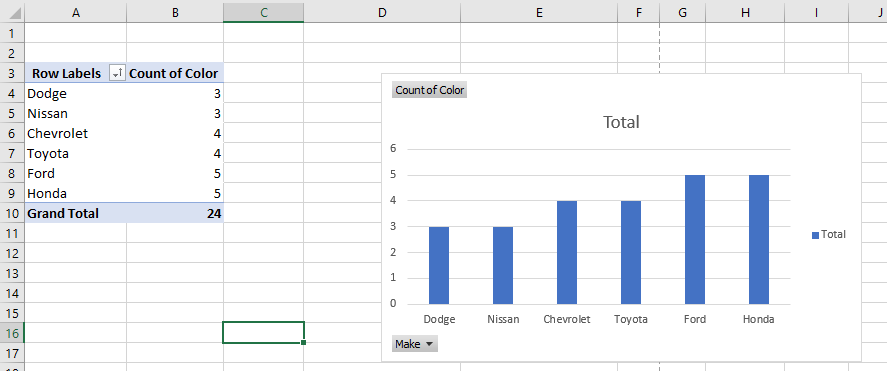 A B C D E F G H I J
1
2
3 Row Labels Count of Color
4 Dodge 3
5 Nissan 3
6 Chevrolet 4
7 Toyota 4
8 Ford 5
9 Honda 5
10 Grand Total 24
11
12
13
14
15
16
17
Count of Color
Total
6
5
4
3
2
1
0
Dodge Nissan Chevrolet Toyota Ford Honda
Total
Make